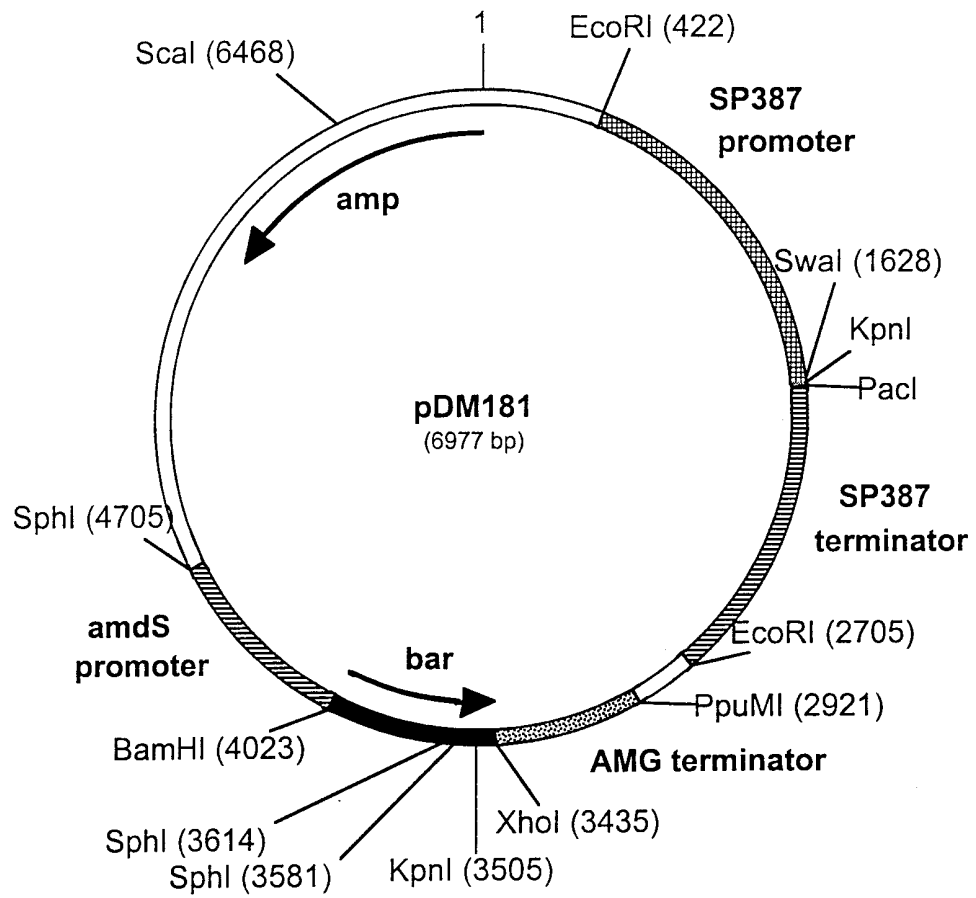 1
EcoRI (422)
ScaI (6468)
SP387
promoter
amp
SwaI (1628)
KpnI
PacI
pDM181
(6977 bp)
SP387
terminator
SphI (4705)
amdS
promoter
bar
EcoRI (2705)
PpuMI (2921)
BamHI (4023)
AMG terminator
XhoI (3435)
SphI (3614)
SphI (3581)
KpnI (3505)